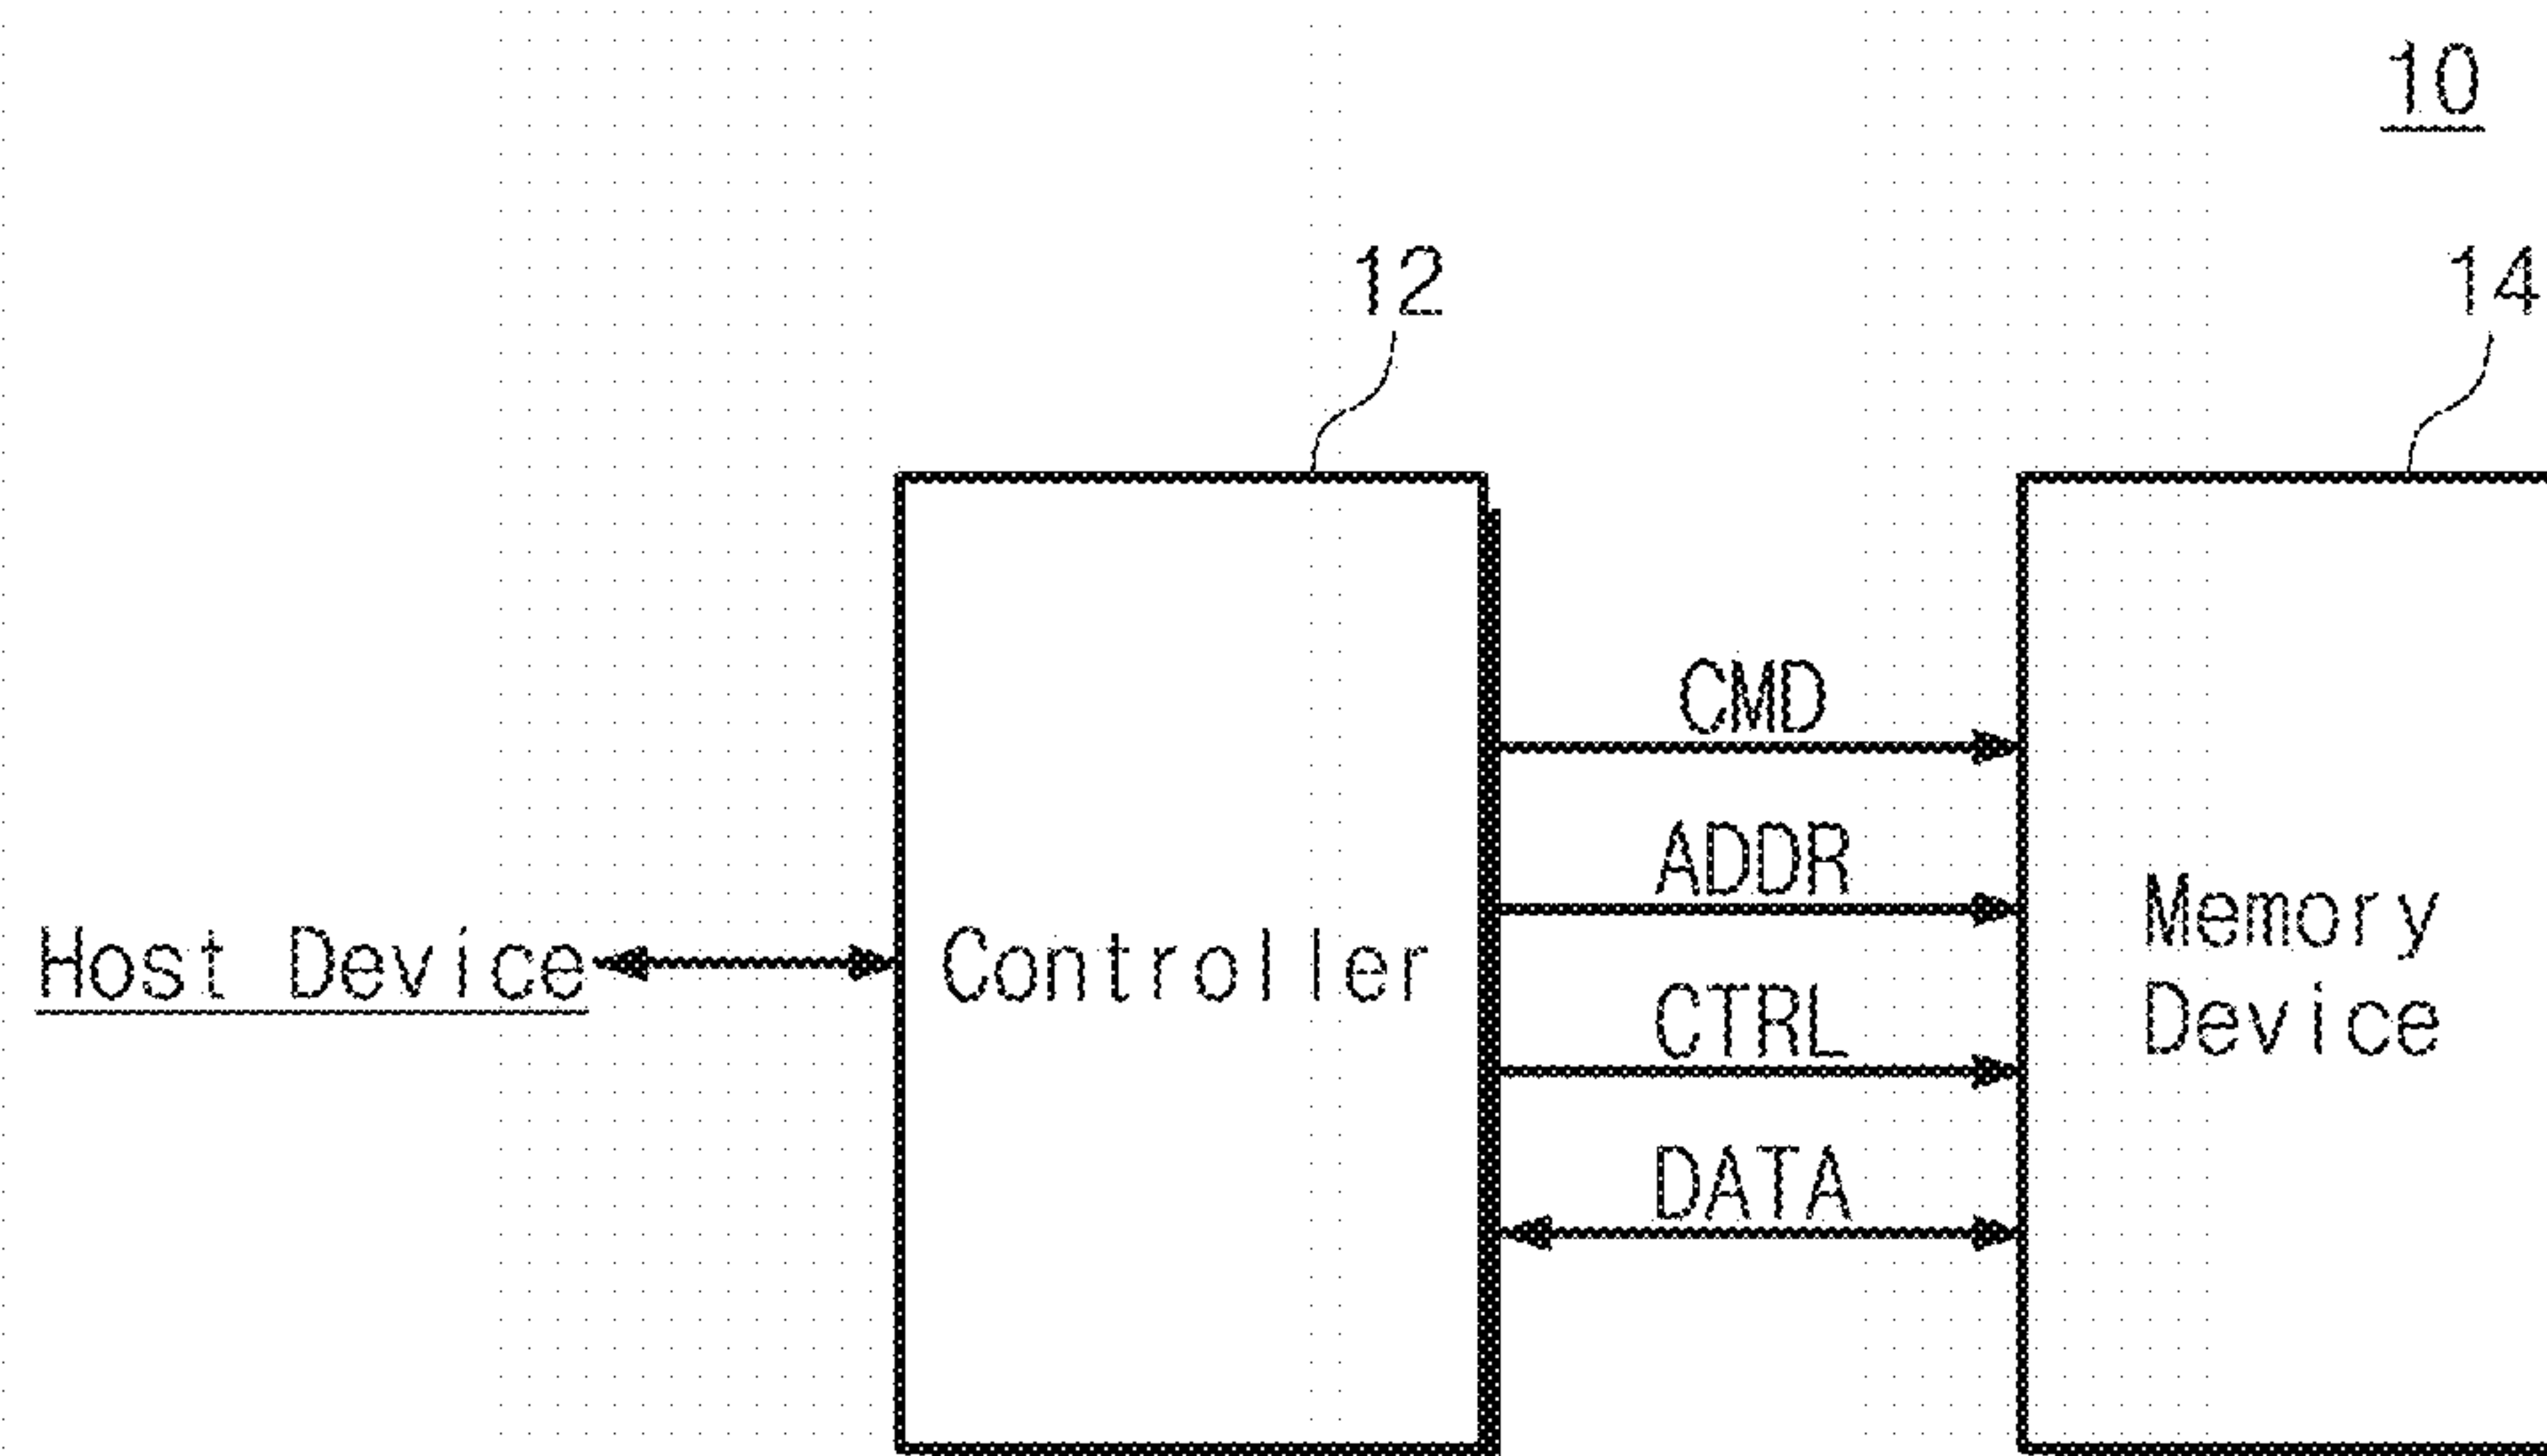 10
12
14
CMD
ADDR
Memory
Host Device
Controller
Device
CTRL
DATA